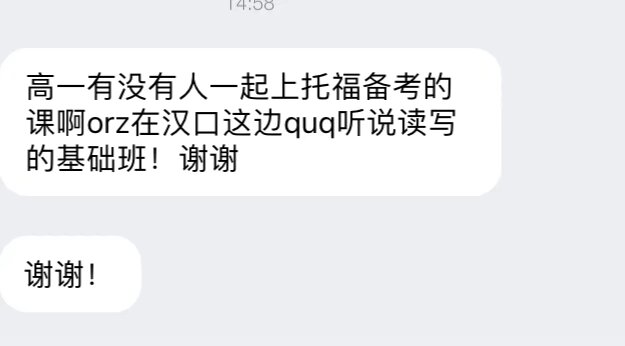 14:58
高一有没有人一起上托福备考的
课啊orz在汉口这边quq听说读写
的基础班！谢谢
谢谢！